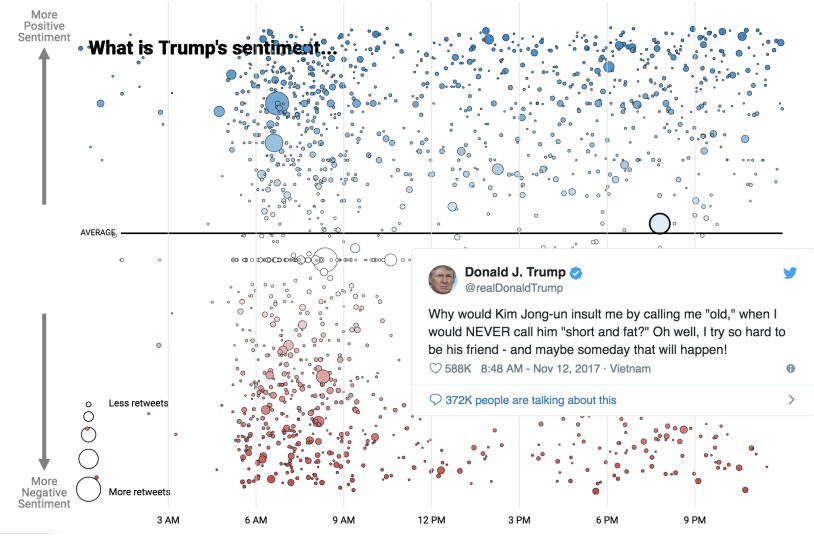 More
Positive
Sentiment
What is Trump's sentiment...
AVERAGE
Donald J. Trump
@realDonaldTrump
Why would Kim Jong-un insult me by calling me "old," when I
would NEVER call him "short and fat?" Oh well, I try so hard to
be his friend - and maybe someday that will happen!
588K 8:48 AM - Nov 12, 2017 · Vietnam
372K people are talking about this
Less retweets
More retweets
More
Negative
Sentiment
3 AM 6 AM 9 AM 12 PM 3 PM 6 PM 9 PM